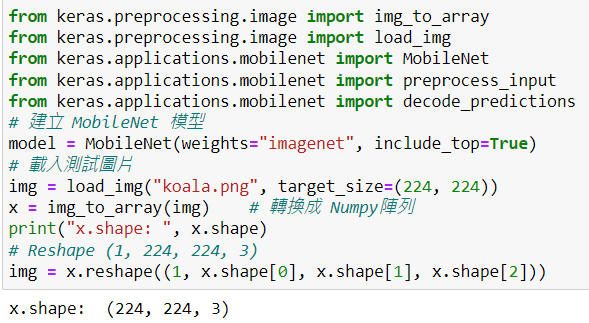 from keras.preprocessing.image import img_to_array
from keras.preprocessing.image import load_img
from keras.applications.mobilenet import MobileNet
from keras.applications.mobilenet import preprocess_input
from keras.applications.mobilenet import decode_predictions
# 建立 MobileNet 模型
model = MobileNet(weights="imagenet", include_top=True)
# 載入測試圖片
img = load_img("koala.png", target_size=(224, 224))
x = img_to_array(img)    # 轉換成 Numpy陣列
print("x.shape: ", x.shape)
# Reshape (1, 224, 224, 3)
img = x.reshape((1, x.shape[0], x.shape[1], x.shape[2]))
x.shape:  (224, 224, 3)